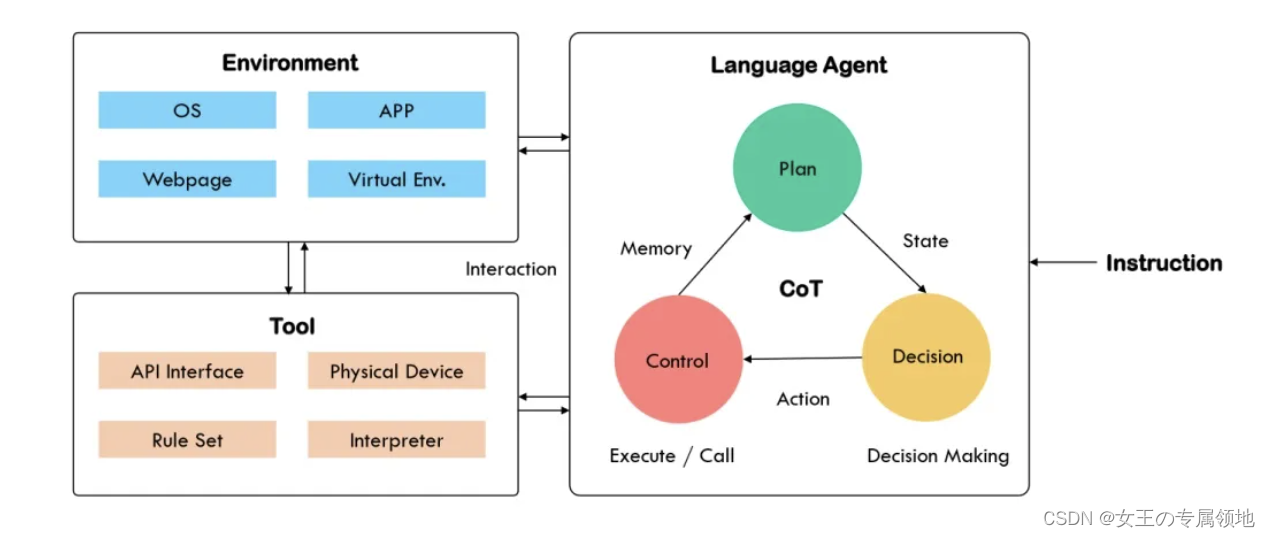 Environment
OS
APP
Webpage
Virtual Env.
Interaction
Tool
API Interface
Physical Device
Rule Set
Interpreter
Language Agent
Plan
Memory
State
CoT
Control
Decision
Action
Execute / Call
Decision Making
Instruction
CSDN @女王の专属领地